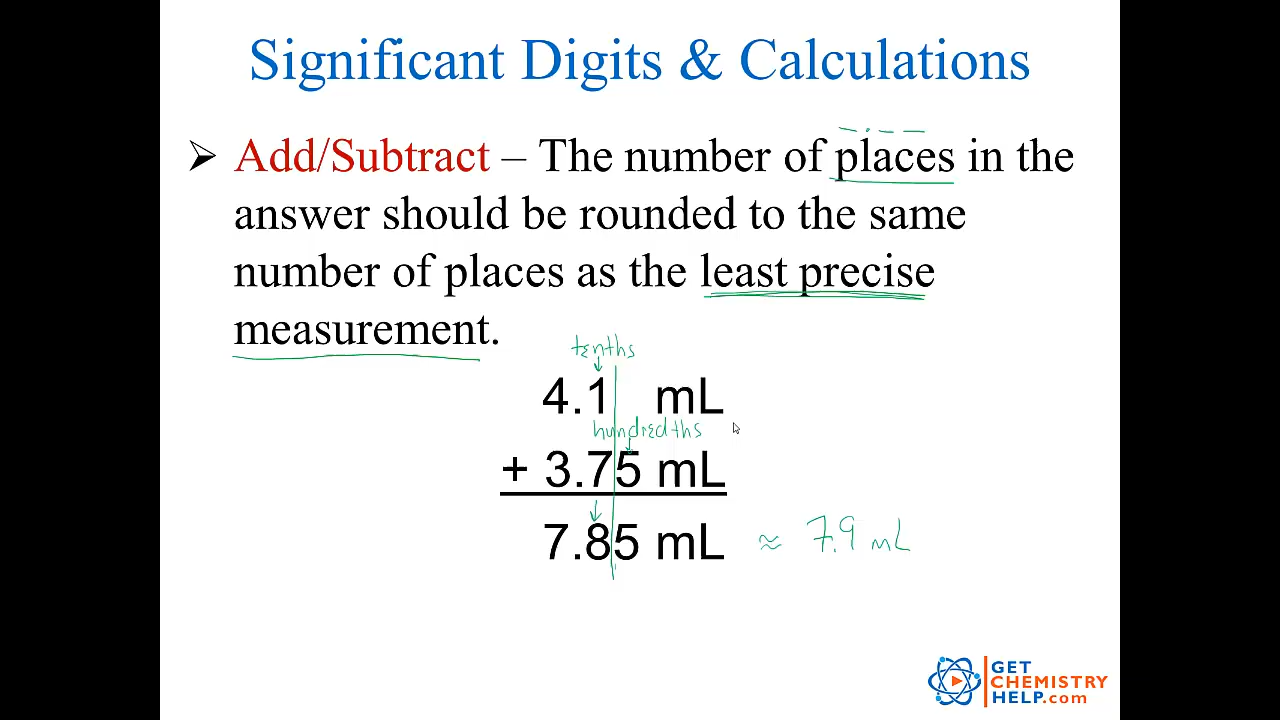 Significant Digits & Calculations
➢ Add/Subtract – The number of places in the
answer should be rounded to the same
number of places as the least precise
measurement.
tenths
4.1 mL
hundredths
+ 3.75 mL
7.85 mL ≈ 7.9 mL
GET
CHEMISTRY
HELP.com